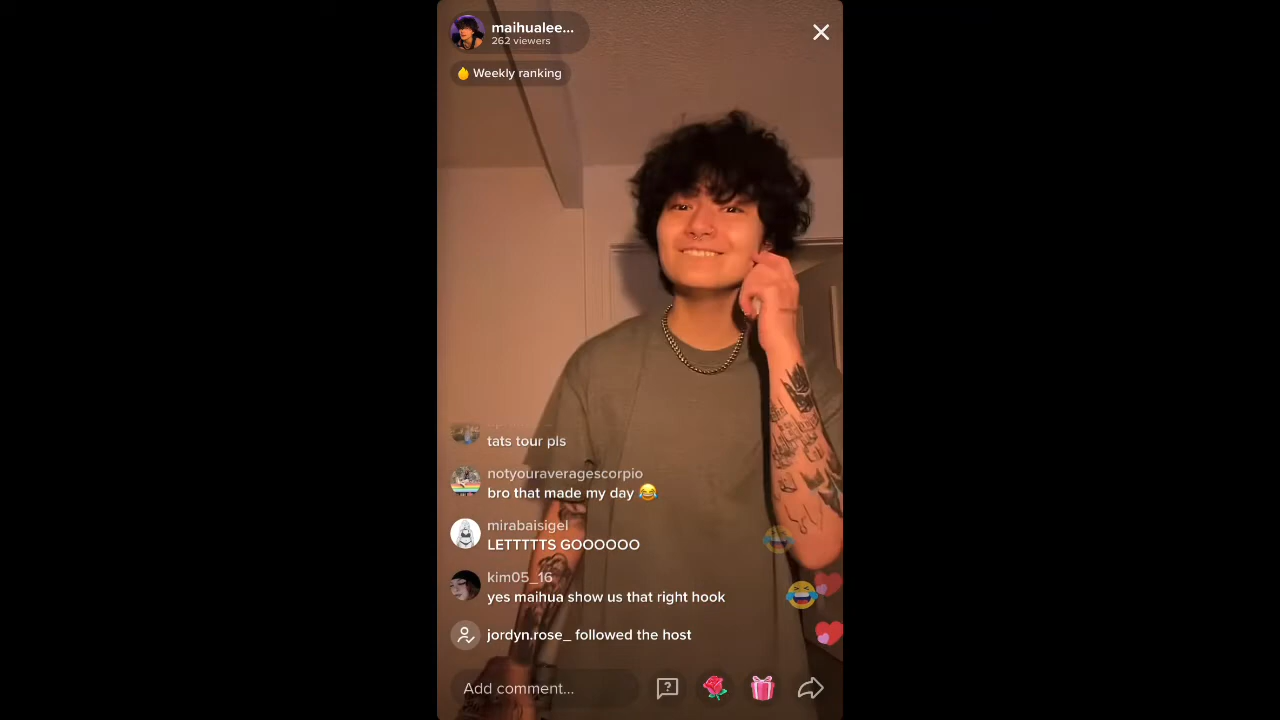 maihualee...
262 viewers
Weekly ranking
tats tour pls
notyouraveragescorpio
bro that made my day 😂
mirabaisigel
LETTTTTS GOOOOOO
kim05_16
yes maihua show us that right hook
jordyn.rose_ followed the host
Add comment...